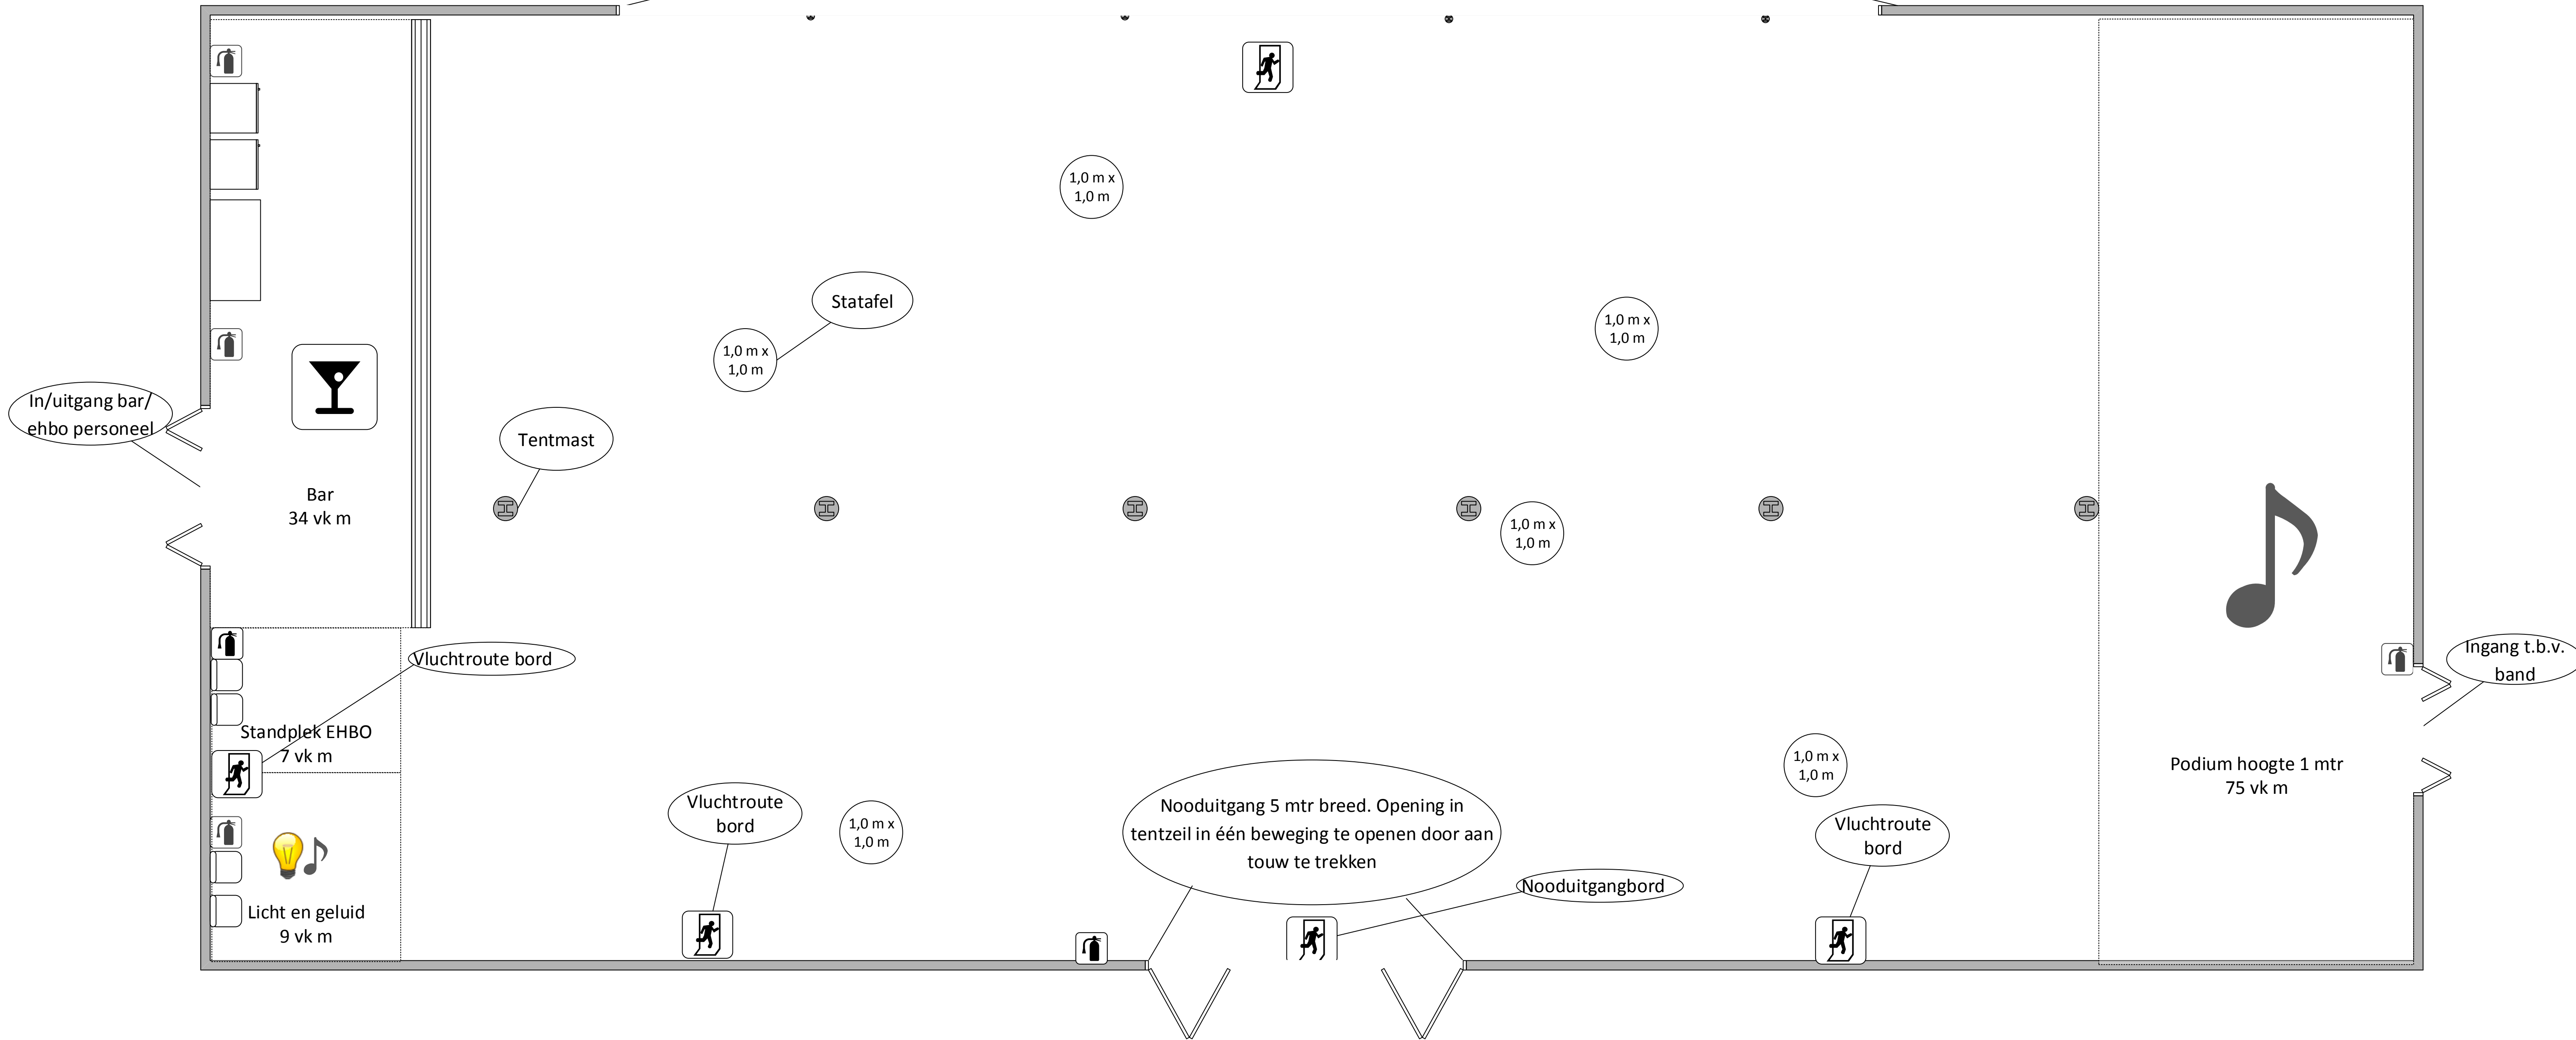 1,0 m x
1,0 m
Statafel
1,0 m x
1,0 m
1,0 m x
1,0 m
In/uitgang bar/
ehbo personeel
Tentmast
Bar
34 vk m
1,0 m x
1,0 m
Vluchtroute bord
Ingang t.b.v.
band
Standplek EHBO
7 vk m
Podium hoogte 1 mtr
75 vk m
1,0 m x
1,0 m
Vluchtroute
bord
1,0 m x
1,0 m
Nooduitgang 5 mtr breed. Opening in
tentzeil in één beweging te openen door aan
touw te trekken
Vluchtroute
bord
Nooduitgangbord
Licht en geluid
9 vk m